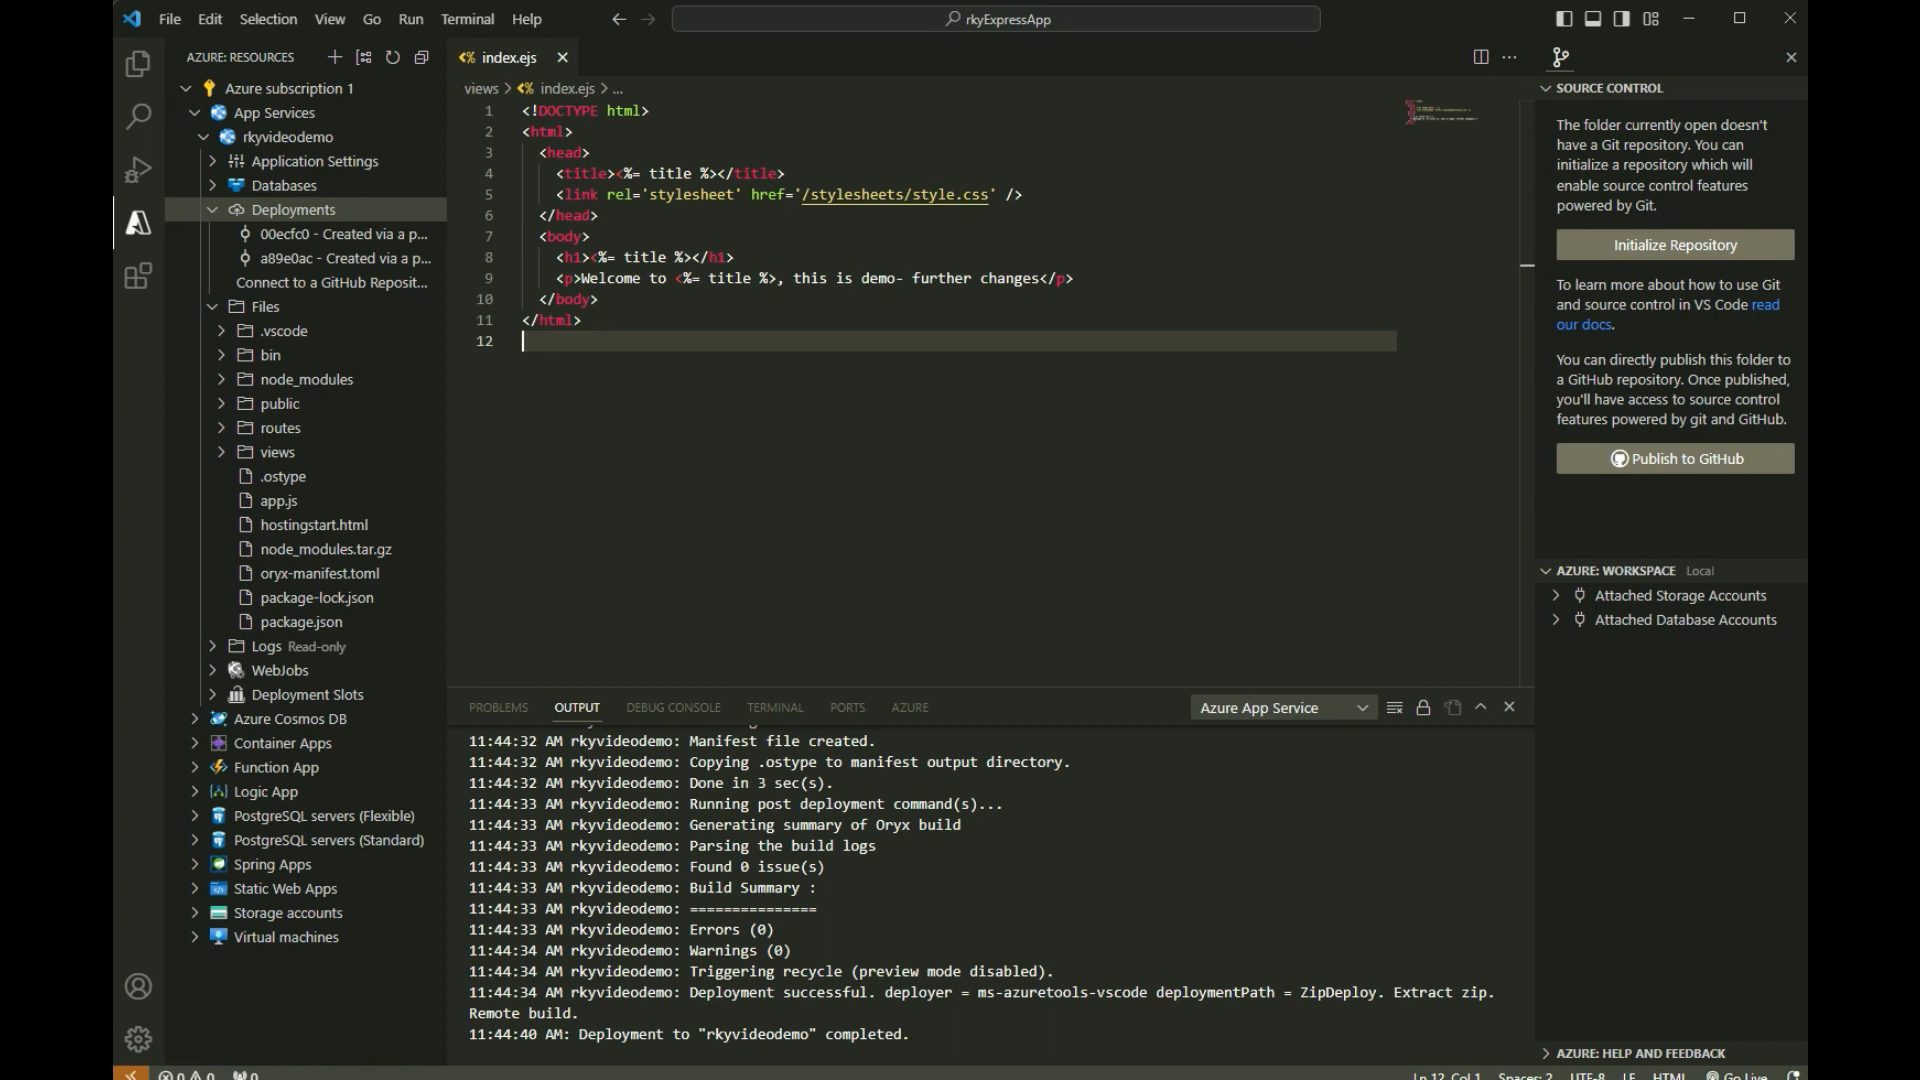 File Edit Selection View Go Run Terminal Help
rkyExpressApp
AZURE: RESOURCES
Azure subscription 1
App Services
rkyvideodemo
Application Settings
Databases
Deployments
00ecfc0 - Created via a p...
a89e0ac - Created via a p...
Connect to a GitHub Reposit...
Files
.vscode
bin
node_modules
public
routes
views
.ostype
app.js
hostingstart.html
node_modules.tar.gz
oryx-manifest.toml
package-lock.json
package.json
Logs Read-only
WebJobs
Deployment Slots
Azure Cosmos DB
Container Apps
Function App
Logic App
PostgreSQL servers (Flexible)
PostgreSQL servers (Standard)
Spring Apps
Static Web Apps
Storage accounts
Virtual machines
<% index.ejs
views > <% index.ejs > ...
1 <!DOCTYPE html>
2 <html>
3 <head>
4 <title><%= title %></title>
5 <link rel='stylesheet' href='/stylesheets/style.css' />
6 </head>
7 <body>
8 <h1><%= title %></h1>
9 <p>Welcome to <%= title %>, this is demo- further changes</p>
10 </body>
11 </html>
12
PROBLEMS OUTPUT DEBUG CONSOLE TERMINAL PORTS AZURE
Azure App Service
11:44:32 AM rkyvideodemo: Manifest file created.
11:44:32 AM rkyvideodemo: Copying .ostype to manifest output directory.
11:44:32 AM rkyvideodemo: Done in 3 sec(s).
11:44:33 AM rkyvideodemo: Running post deployment command(s)...
11:44:33 AM rkyvideodemo: Generating summary of Oryx build
11:44:33 AM rkyvideodemo: Parsing the build logs
11:44:33 AM rkyvideodemo: Found 0 issue(s)
11:44:33 AM rkyvideodemo: Build Summary :
11:44:33 AM rkyvideodemo: ===============
11:44:33 AM rkyvideodemo: Errors (0)
11:44:34 AM rkyvideodemo: Warnings (0)
11:44:34 AM rkyvideodemo: Triggering recycle (preview mode disabled).
11:44:34 AM rkyvideodemo: Deployment successful. deployer = ms-azuretools-vscode deploymentPath = ZipDeploy. Extract zip.
Remote build.
11:44:40 AM: Deployment to "rkyvideodemo" completed.
SOURCE CONTROL
The folder currently open doesn't
have a Git repository. You can
initialize a repository which will
enable source control features
powered by Git.
Initialize Repository
To learn more about how to use Git
and source control in VS Code read
our docs.
You can directly publish this folder to
a GitHub repository. Once published,
you'll have access to source control
features powered by git and GitHub.
Publish to GitHub
AZURE: WORKSPACE Local
Attached Storage Accounts
Attached Database Accounts
AZURE: HELP AND FEEDBACK
0 0 0
Ln 12, Col 1 Spaces: 2 UTF-8 LF HTML Go Live